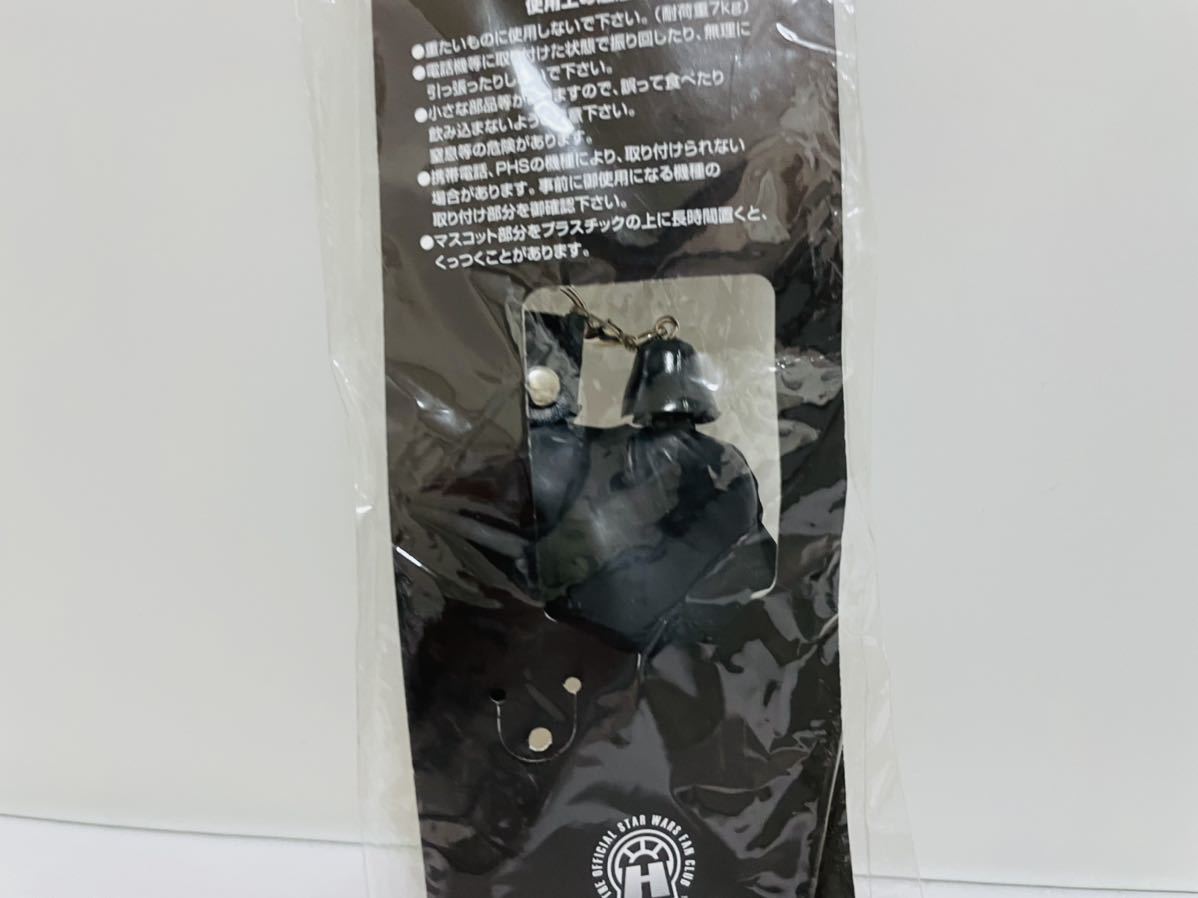 使用上の
●重たいものに使用しないで下さい。(耐荷重7kg)
●電話機等に取り付けた状態で振り回したり、無理に
引っ張ったりしないで下さい。
●小さな部品等が ますので、誤って食べたり
飲み込まないよう 意下さい。
窒息等の危険があります。
●携帯電話、PHSの機種により、取り付けられない
場合があります。事前に御使用になる機種の
取り付け部分を御確認下さい。
●マスコット部分をプラスチックの上に長時間置くと、
くっつくことがあります。
THE OFFICIAL STAR WARS FAN CLUB
H